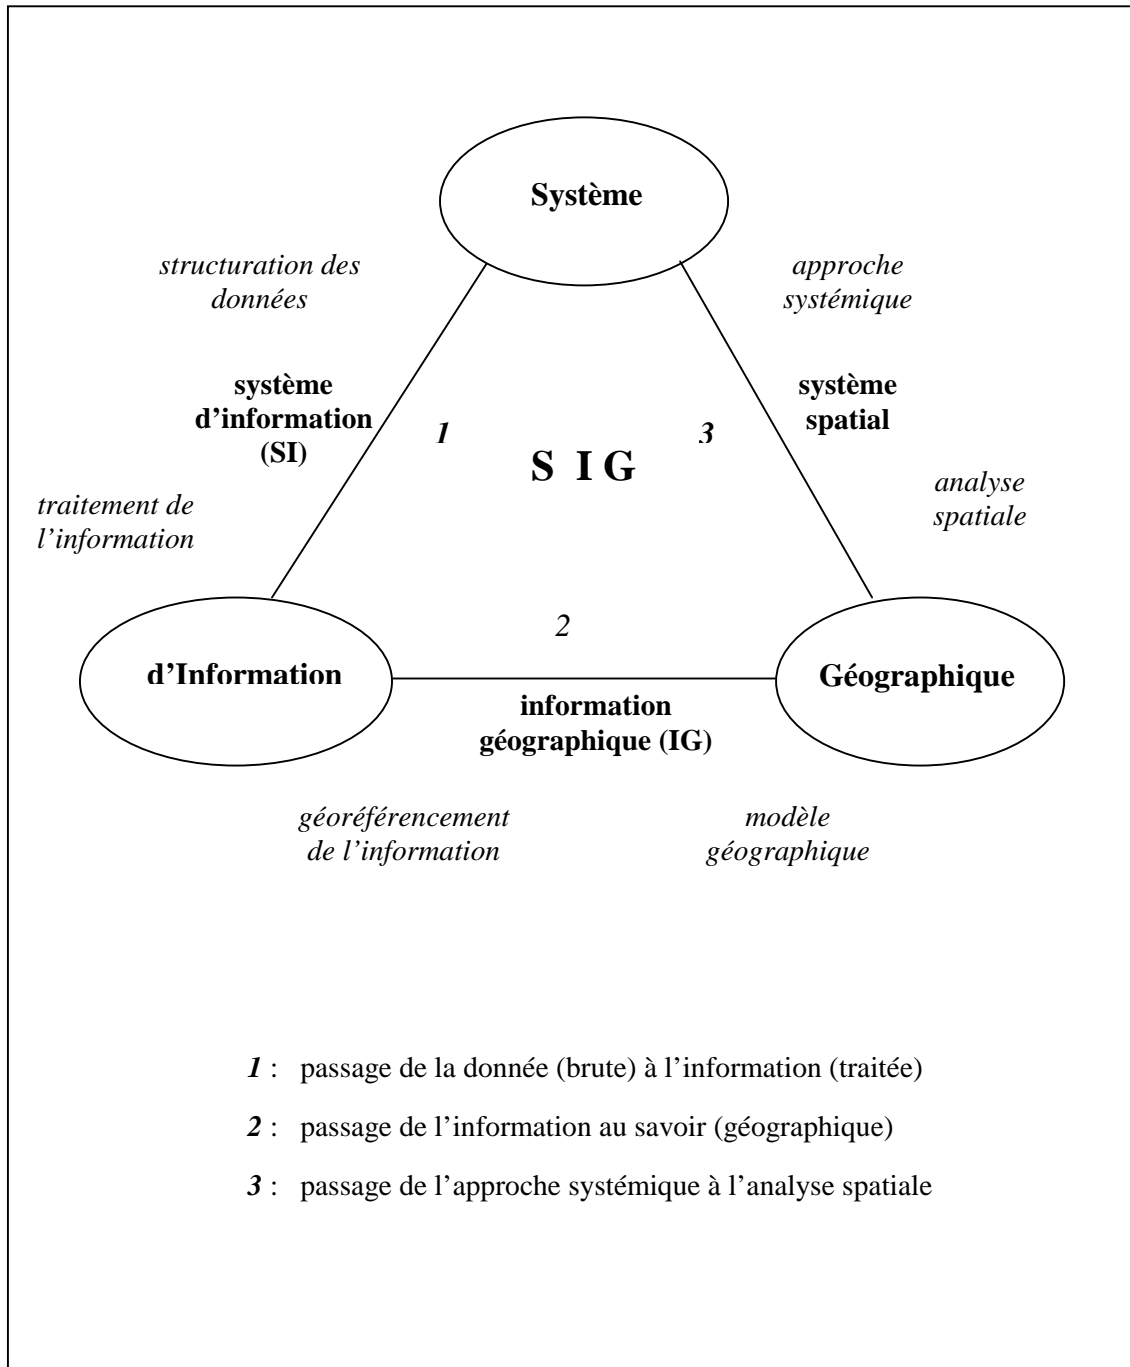 Système
structuration des
données
approche
systémique
système
d'information
(SI)
1
3
système
spatial
S I G
traitement de
l'information
analyse
spatiale
2
d'Information
Géographique
information
géographique (IG)
géoréférencement
de l'information
modèle
géographique
1 : passage de la donnée (brute) à l'information (traitée)
2 : passage de l'information au savoir (géographique)
3 : passage de l'approche systémique à l'analyse spatiale